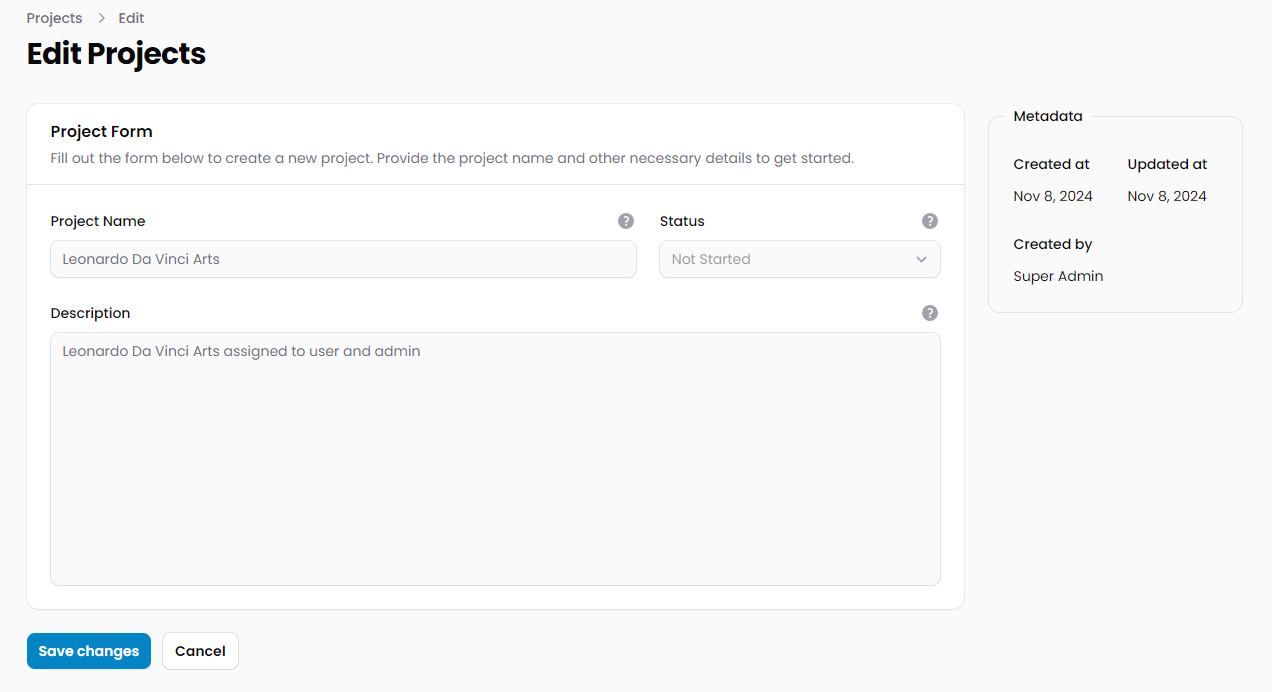 Projects > Edit
Edit Projects
Project Form
Fill out the form below to create a new project. Provide the project name and other necessary details to get started.
Project Name ?
Leonardo Da Vinci Arts
Status ?
Not Started
Description ?
Leonardo Da Vinci Arts assigned to user and admin
Save changes Cancel
Metadata
Created at Updated at
Nov 8, 2024 Nov 8, 2024
Created by
Super Admin